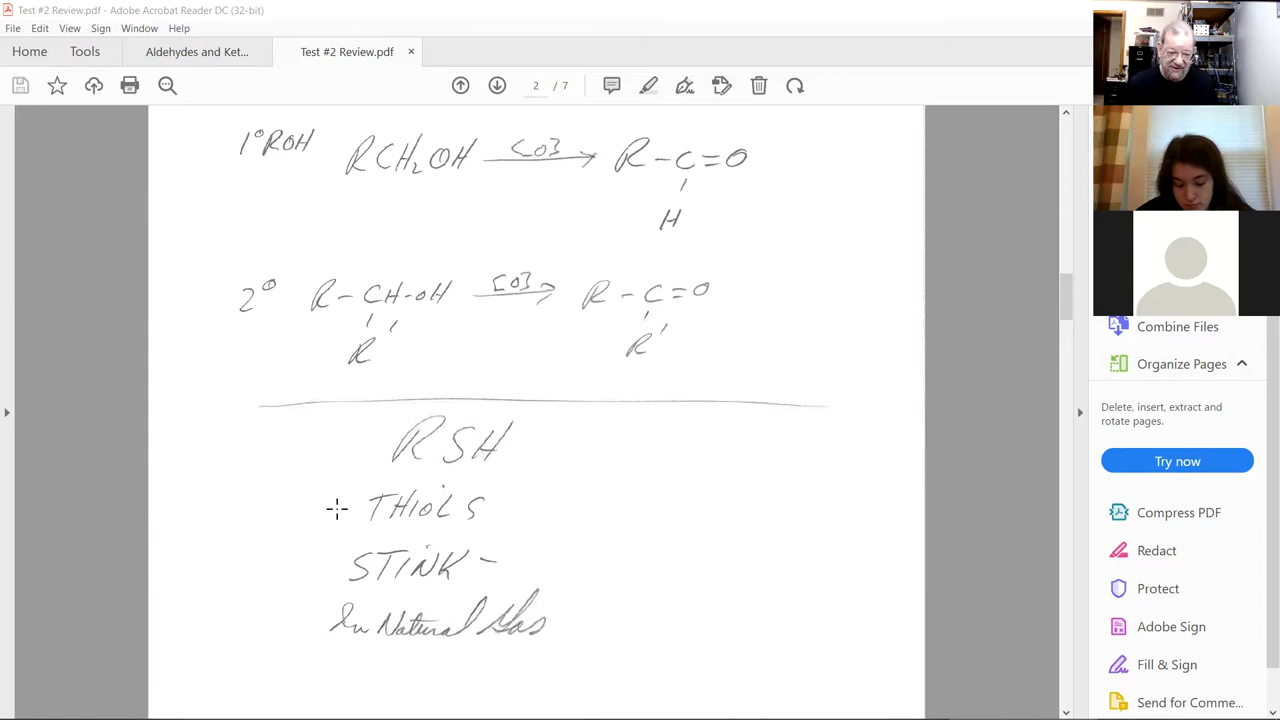 Test #2 Review.pdf - Adobe Acrobat Reader DC (32-bit)
File Edit View Sign Window Help
Home Tools Aldehydes and Ket... Test #2 Review.pdf ×
/ 7
1° ROH RCH2OH [O] R-C=O
H
2° R-CH-OH [O] R-C=O
R' R'
RSH
THIOLS
STINK -
In Natural Gas
Combine Files
Organize Pages
Delete, insert, extract and
rotate pages.
Try now
Compress PDF
Redact
Protect
Adobe Sign
Fill & Sign
Send for Comme...